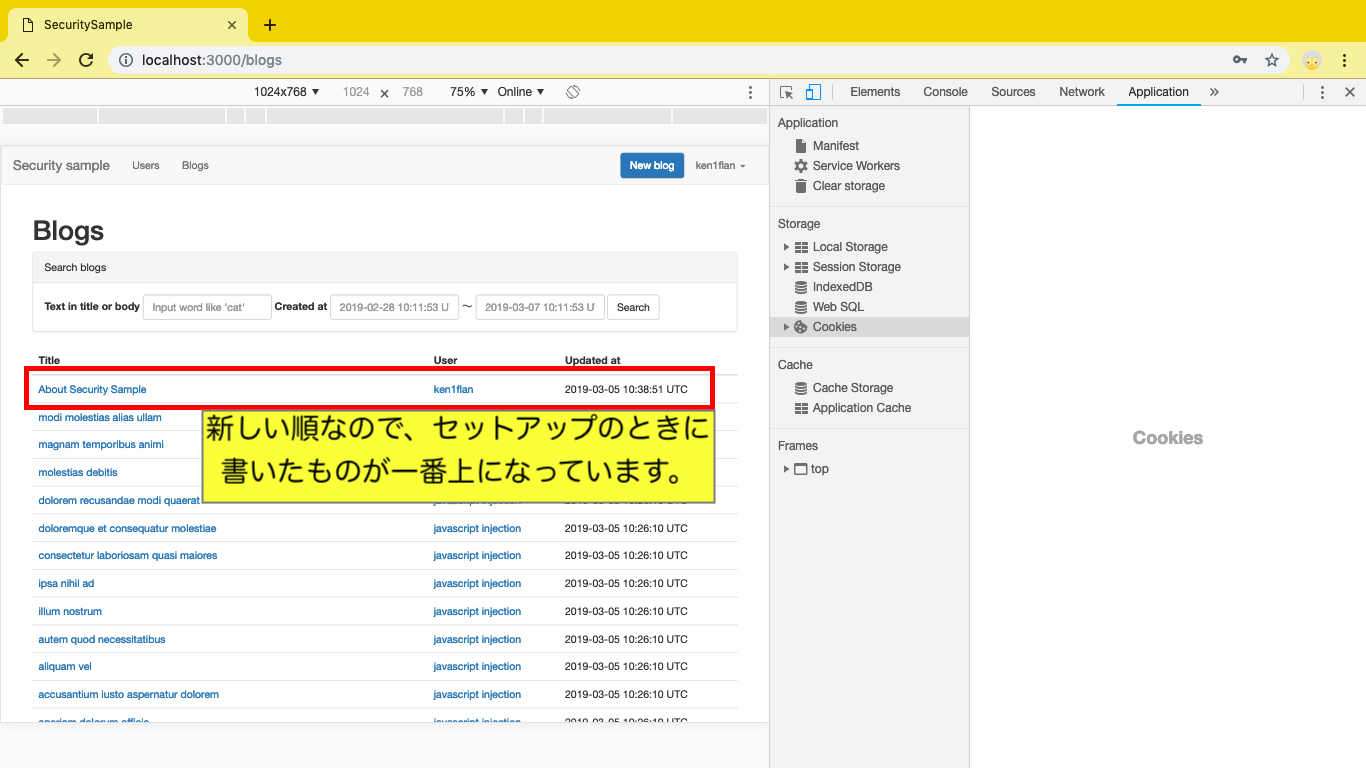 SecuritySample
localhost:3000/blogs
1024x768 ▼ 1024 × 768 75% ▼ Online ▼
Elements Console Sources Network Application »
Security sample Users Blogs New blog ken1flan
Blogs
Search blogs
Text in title or body Input word like 'cat' Created at 2019-02-28 10:11:53 U ~ 2019-03-07 10:11:53 U Search
Title User Updated at
About Security Sample ken1flan 2019-03-05 10:38:51 UTC
新しい順なので、セットアップのときに
書いたものが一番上になっています。
modi molestias alias ullam
magnam temporibus animi
molestias debitis
dolorem recusandae modi quaerat
doloremque et consequatur molestiae javascript injection 2019-03-05 10:26:10 UTC
consectetur laboriosam quasi maiores javascript injection 2019-03-05 10:26:10 UTC
ipsa nihil ad javascript injection 2019-03-05 10:26:10 UTC
illum nostrum javascript injection 2019-03-05 10:26:10 UTC
autem quod necessitatibus javascript injection 2019-03-05 10:26:10 UTC
aliquam vel javascript injection 2019-03-05 10:26:10 UTC
accusantium iusto aspernatur dolorem javascript injection 2019-03-05 10:26:10 UTC
Application
Manifest
Service Workers
Clear storage
Storage
Local Storage
Session Storage
IndexedDB
Web SQL
Cookies
Cache
Cache Storage
Application Cache
Frames
top
Cookies